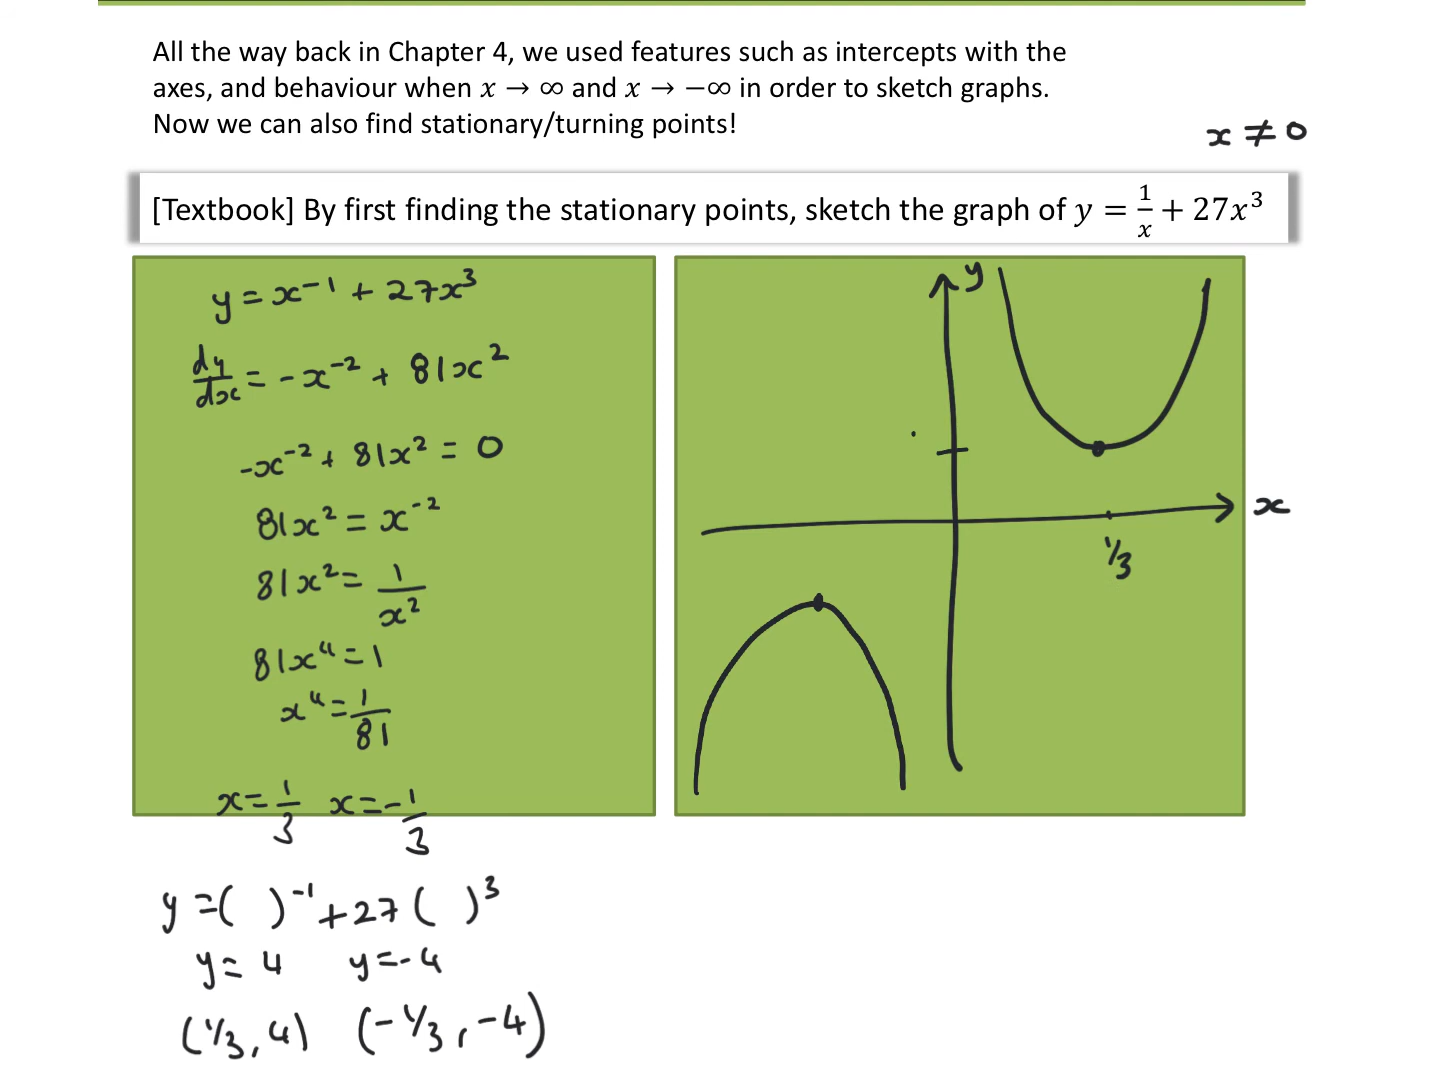 All the way back in Chapter 4, we used features such as intercepts with the
axes, and behaviour when 𝑥 → ∞ and 𝑥 → −∞ in order to sketch graphs.
Now we can also find stationary/turning points!
x ≠ 0
[Textbook] By first finding the stationary points, sketch the graph of 𝑦 = 1/𝑥 + 27𝑥³
y = x⁻¹ + 27x³
dy/dx = -x⁻² + 81x²
-x⁻² + 81x² = 0
81x² = x⁻²
81x² = 1/x²
81x⁴ = 1
x⁴ = 1/81
x = 1/3 x = -1/3
y = ( )⁻¹ + 27 ( )³
y = 4 y = -4
(1/3, 4) (-1/3, -4)
y
x
1/3